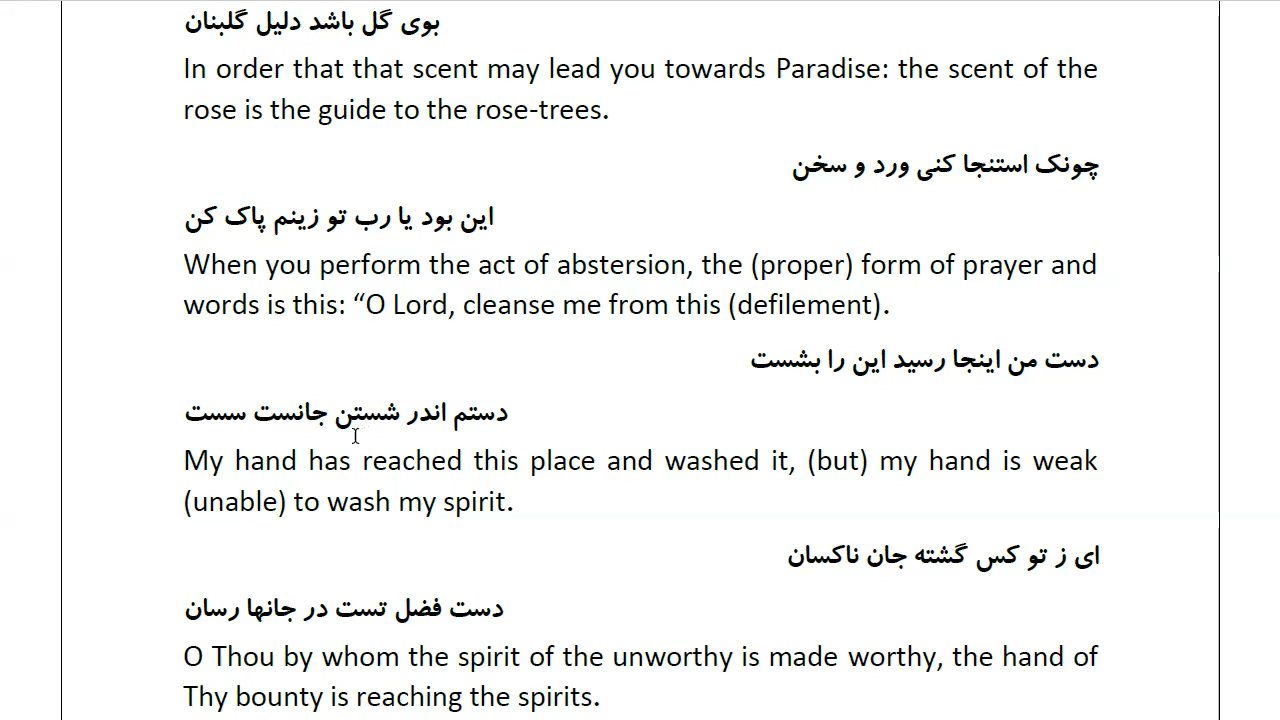 بوی گل باشد دلیل گلبنان
In order that that scent may lead you towards Paradise: the scent of the
rose is the guide to the rose-trees.
چونک استنجا کنی ورد و سخن
این بود یا رب تو زینم پاک کن
When you perform the act of abstersion, the (proper) form of prayer and
words is this: “O Lord, cleanse me from this (defilement).
دست من اینجا رسید این را بشست
دستم اندر شستن جانست سست
My hand has reached this place and washed it, (but) my hand is weak
(unable) to wash my spirit.
ای ز تو کس گشته جان ناکسان
دست فضل تست در جانها رسان
O Thou by whom the spirit of the unworthy is made worthy, the hand of
Thy bounty is reaching the spirits.